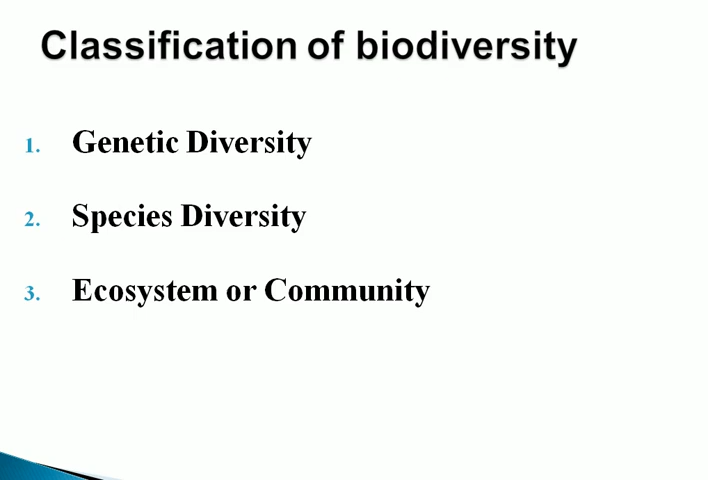 Classification of biodiversity
1. Genetic Diversity
2. Species Diversity
3. Ecosystem or Community